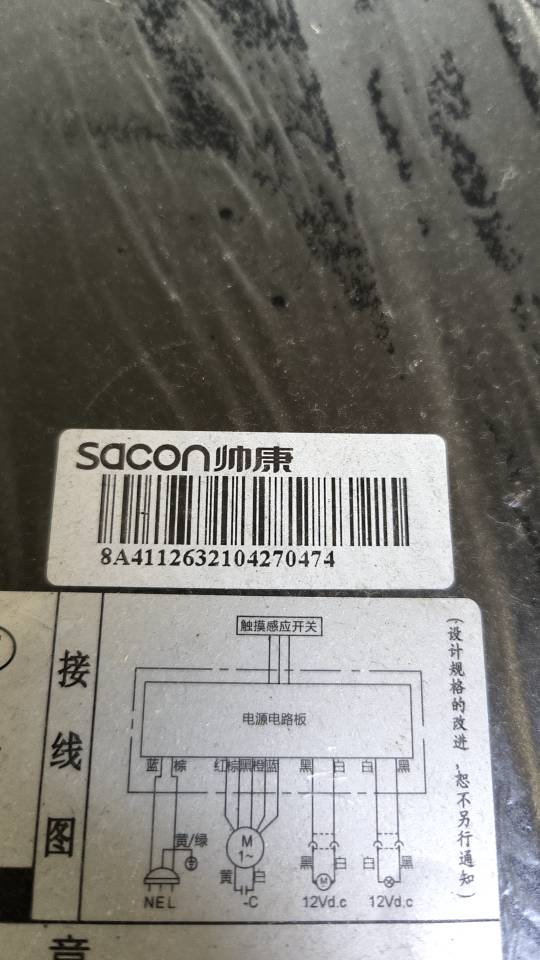 sacon帅康
8A4112632104270474
接线图
触摸感应开关
电源电路板
蓝 棕 红棕黑橙蓝 黑 白 白 黑
黄/绿
M
1~
黄 白 黑 M 白 白 黑
NEL -C 12Vd.c 12Vd.c
(设计规格的改进,恕不另行通知)
音